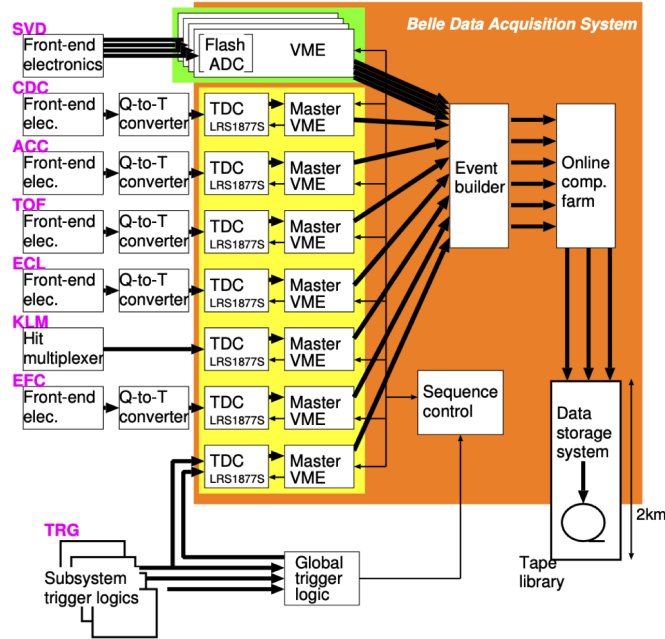 Belle Data Acquisition System
SVD
Front-end
electronics
Flash
ADC
VME
CDC
Front-end
elec.
Q-to-T
converter
TDC
LRS1877S
Master
VME
ACC
Front-end
elec.
Q-to-T
converter
TDC
LRS1877S
Master
VME
TOF
Front-end
elec.
Q-to-T
converter
TDC
LRS1877S
Master
VME
ECL
Front-end
elec.
Q-to-T
converter
TDC
LRS1877S
Master
VME
KLM
Hit
multiplexer
TDC
LRS1877S
Master
VME
EFC
Front-end
elec.
Q-to-T
converter
TDC
LRS1877S
Master
VME
TDC
LRS1877S
Master
VME
Event
builder
Online
comp.
farm
Sequence
control
Data
storage
system
2km
Tape
library
TRG
Subsystem
trigger logics
Global
trigger
logic